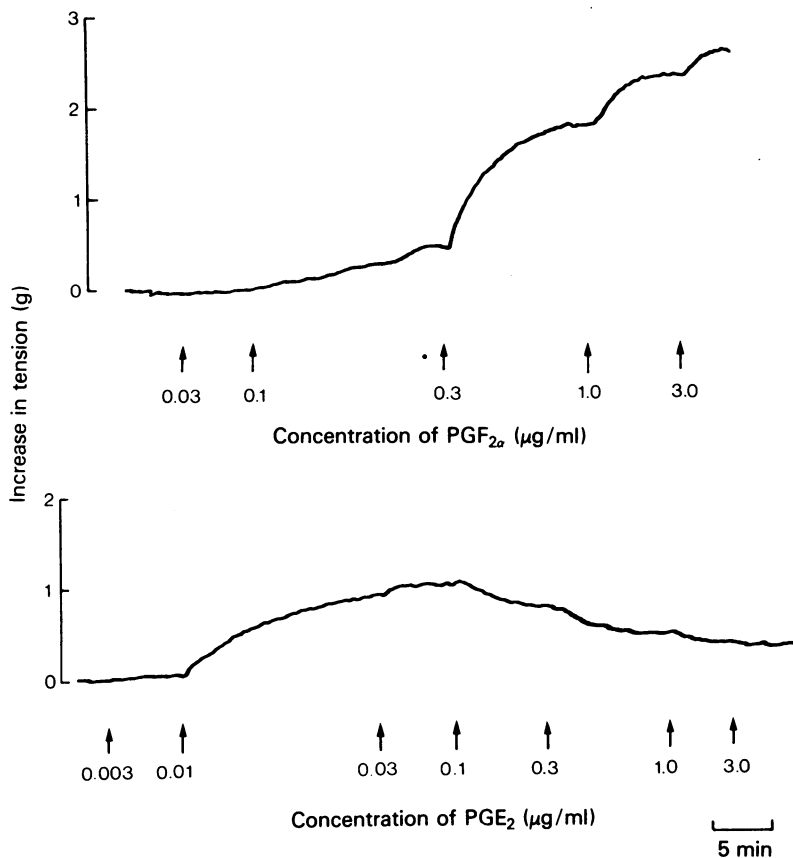 3
2
1
0
0.03 0.1 0.3 1.0 3.0
Concentration of PGF2α (μg/ml)
Increase in tension (g)
2
1
0
0.003 0.01 0.03 0.1 0.3 1.0 3.0
Concentration of PGE2 (μg/ml)
5 min